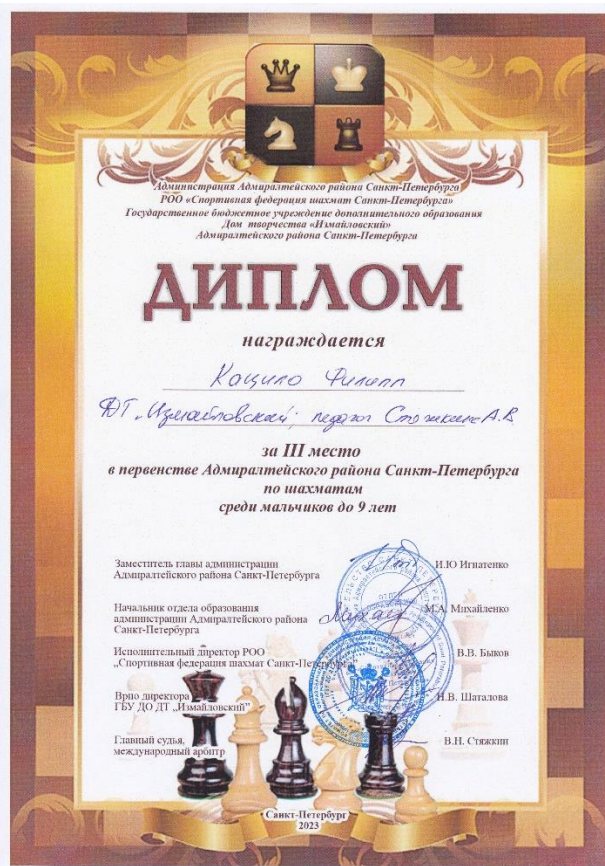 Администрация Адмиралтейского района Санкт-Петербурга
РОО «Спортивная федерация шахмат Санкт-Петербурга»
Государственное бюджетное учреждение дополнительного образования
Дом творчества «Измайловский»
Адмиралтейского района Санкт-Петербурга
ДИПЛОМ
награждается
Кацило Филипп
ДТ „Измайловский", педагог А.В.
за III место
в первенстве Адмиралтейского района Санкт-Петербурга
по шахматам
среди мальчиков до 9 лет
Заместитель главы администрации
Адмиралтейского района Санкт-Петербурга
И.Ю Игнатенко
Начальник отдела образования
администрации Адмиралтейского района
Санкт-Петербурга
М.А. Михайленко
Исполнительный директор РОО
„Спортивная федерация шахмат Санкт-Петербурга"
В.В. Быков
Врио директора
ГБУ ДО ДТ „Измайловский"
Н.В. Шаталова
Главный судья,
международный арбитр
В.Н. Стяжкин
Санкт-Петербург
2023